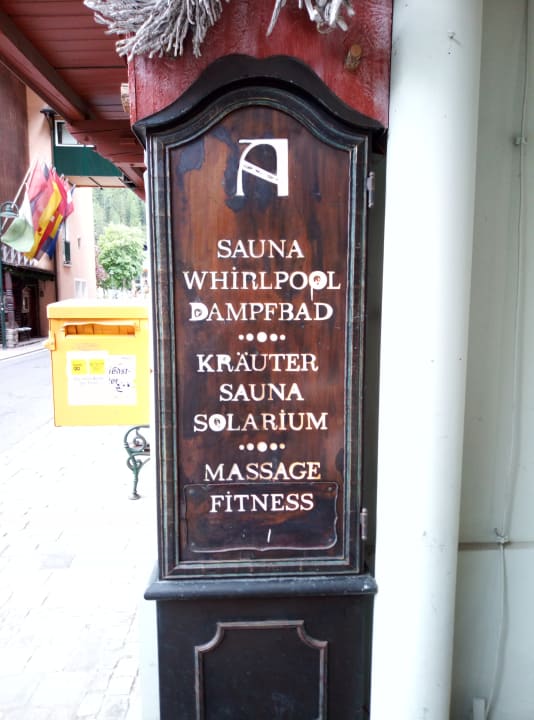 A
SAUNA
WHIRLPOOL
DAMPFBAD
KRÄUTER
SAUNA
SOLARIUM
MASSAGE
FITNESS